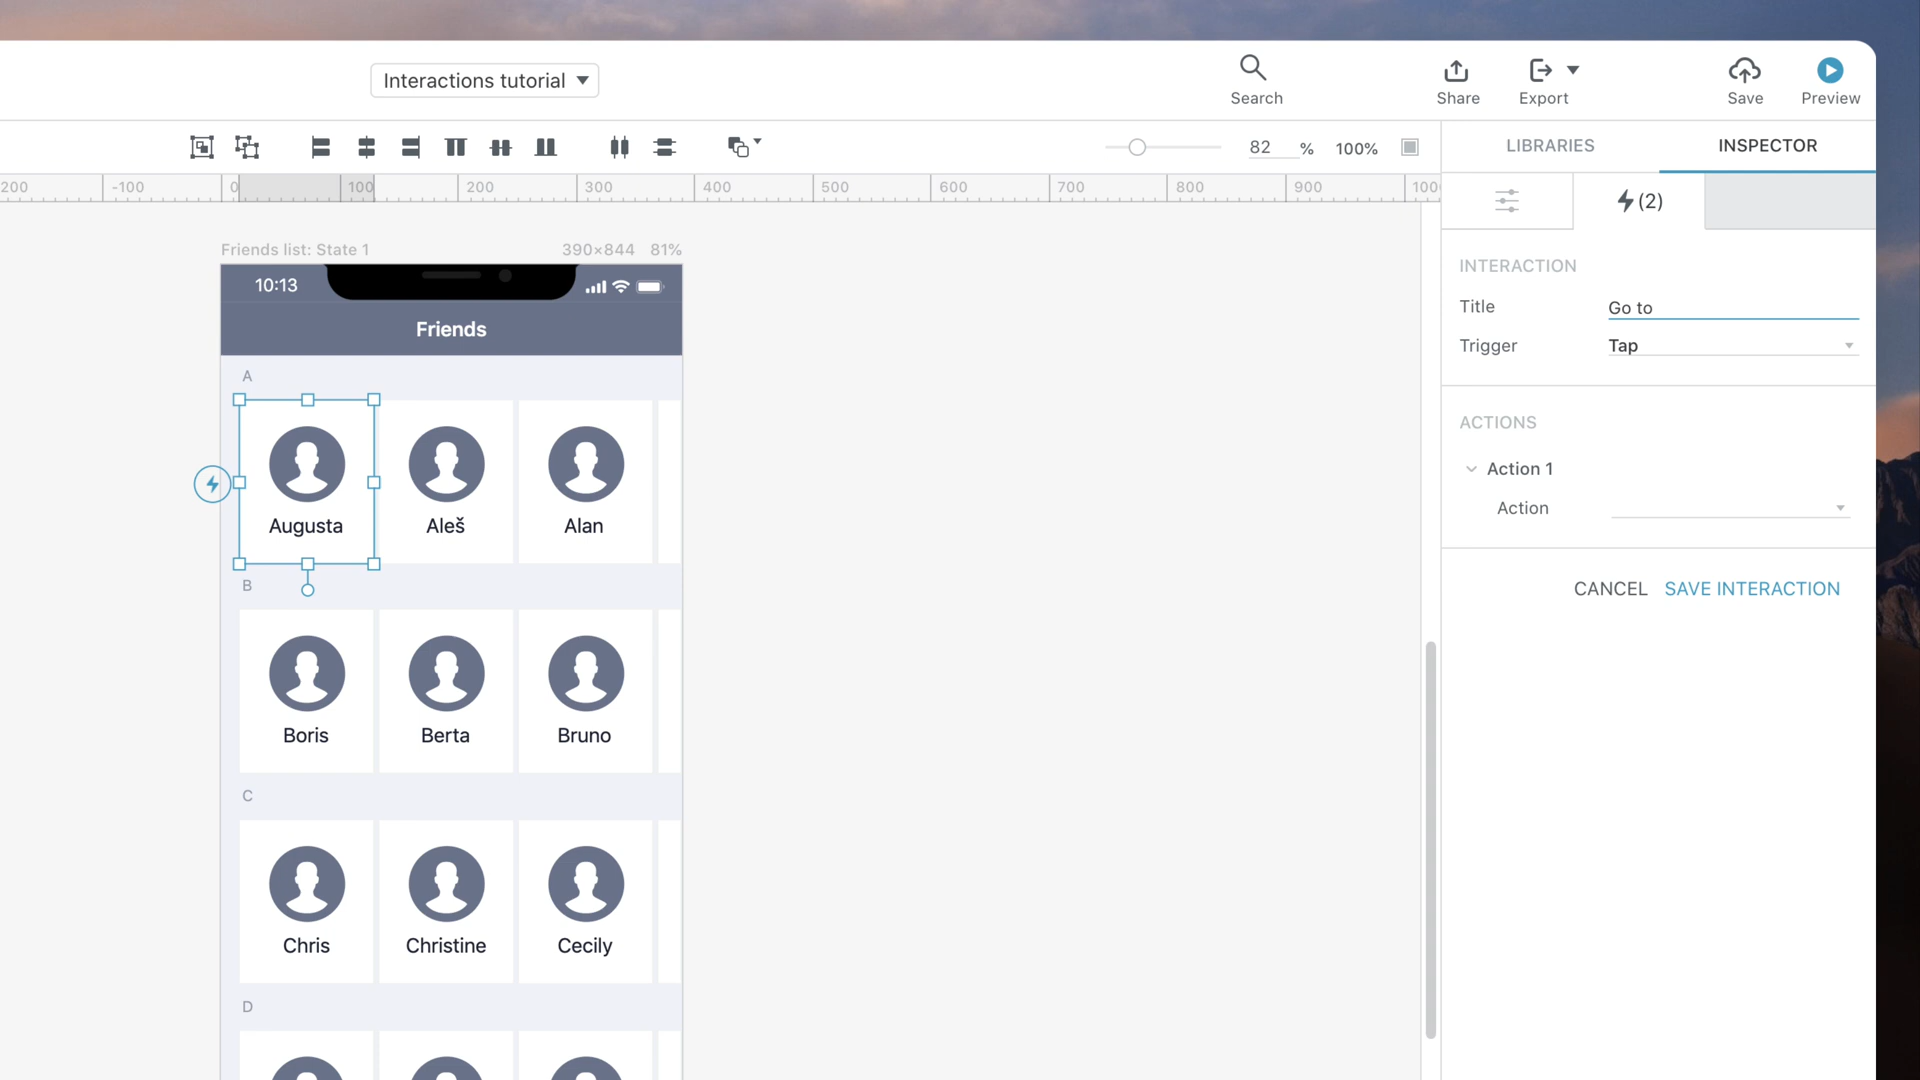 Interactions tutorial
Search
Share
Export
Save
Preview
82 %
100%
LIBRARIES
INSPECTOR
200 -100 0 100 200 300 400 500 600 700 800 900 100
(2)
Friends list: State 1
390×844
81%
INTERACTION
Title
Go to
Trigger
Tap
10:13
Friends
A
Augusta
Aleš
Alan
ACTIONS
Action 1
Action
CANCEL
SAVE INTERACTION
B
Boris
Berta
Bruno
C
Chris
Christine
Cecily
D